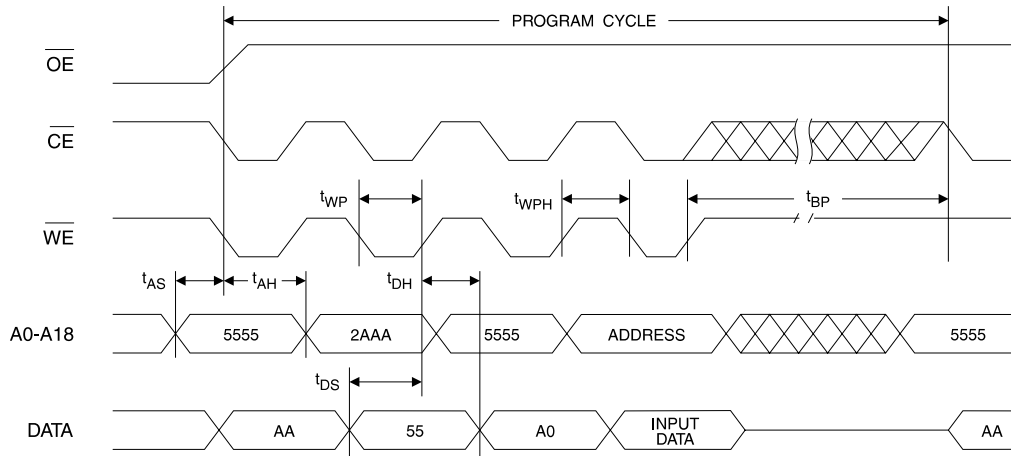 PROGRAM CYCLE
OE
CE
tWP
tWPH
tBP
WE
tAS
tAH
tDH
A0-A18
5555
2AAA
5555
ADDRESS
5555
tDS
DATA
AA
55
A0
INPUT
DATA
AA